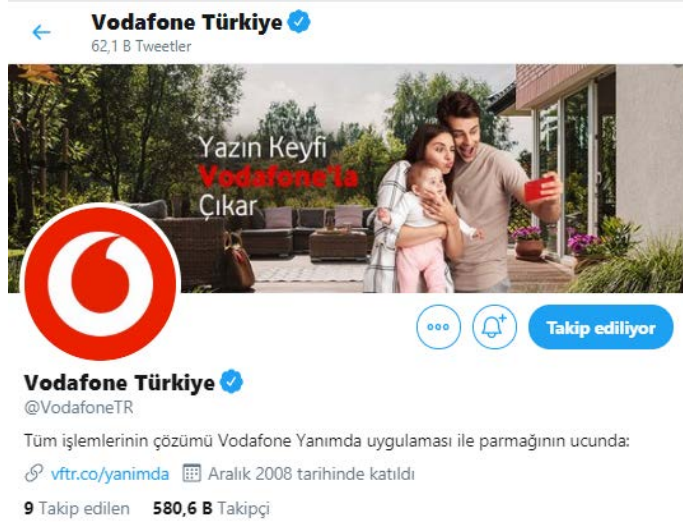 Vodafone Türkiye
62,1 B Tweetler
Yazın Keyfi
Vodafone'la
Çıkar
Takip ediliyor
Vodafone Türkiye
@VodafoneTR
Tüm işlemlerinin çözümü Vodafone Yanımda uygulaması ile parmağının ucunda:
vftr.co/yanimda Aralık 2008 tarihinde katıldı
9 Takip edilen 580,6 B Takipçi